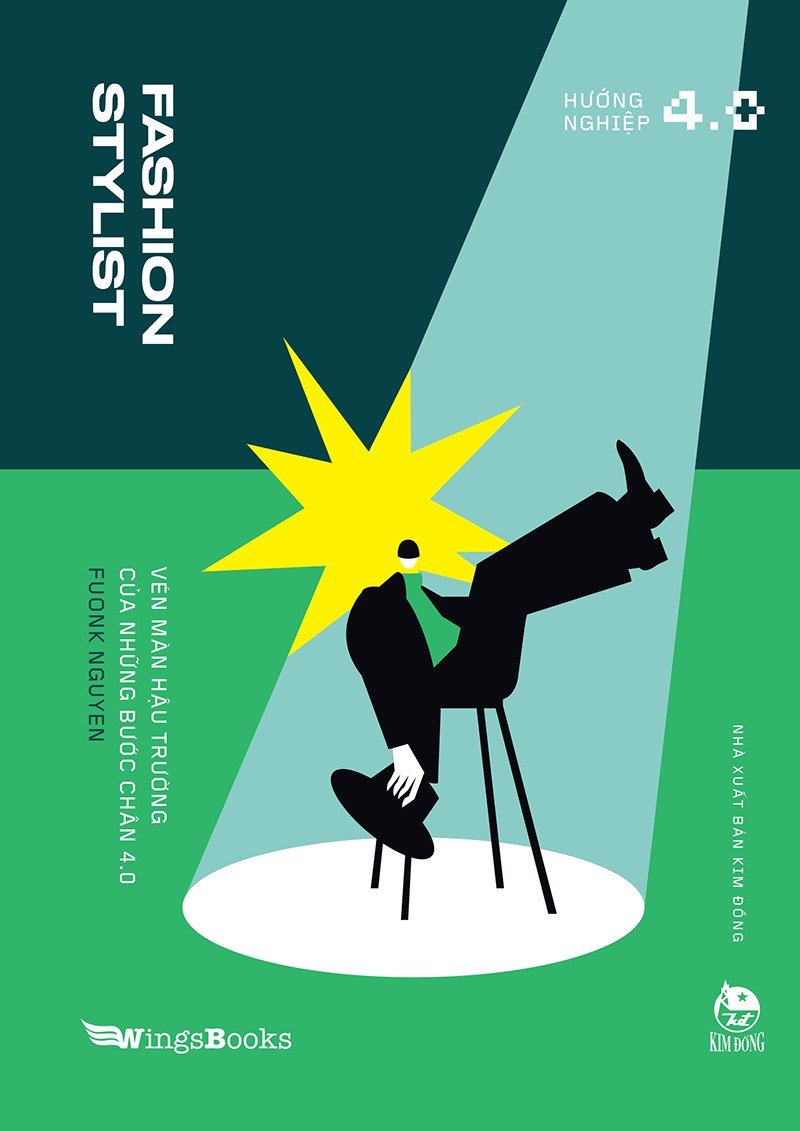 FASHION
STYLIST
HƯỚNG
NGHIỆP
4.0
VÉN MÀN HẬU TRƯỜNG
CỦA NHỮNG BƯỚC CHÂN 4.0
FUONK NGUYEN
NHÀ XUẤT BẢN KIM ĐỒNG
WingsBooks
KIM ĐỒNG